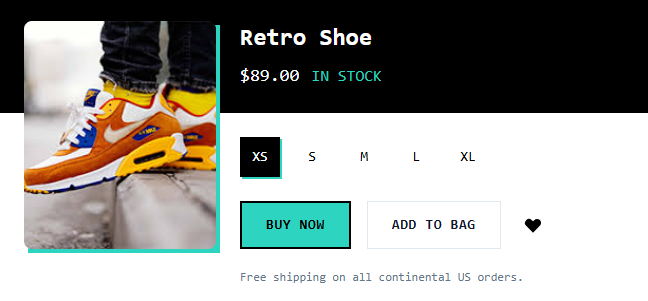 Retro Shoe
$89.00 IN STOCK
XS S M L XL
BUY NOW ADD TO BAG
Free shipping on all continental US orders.